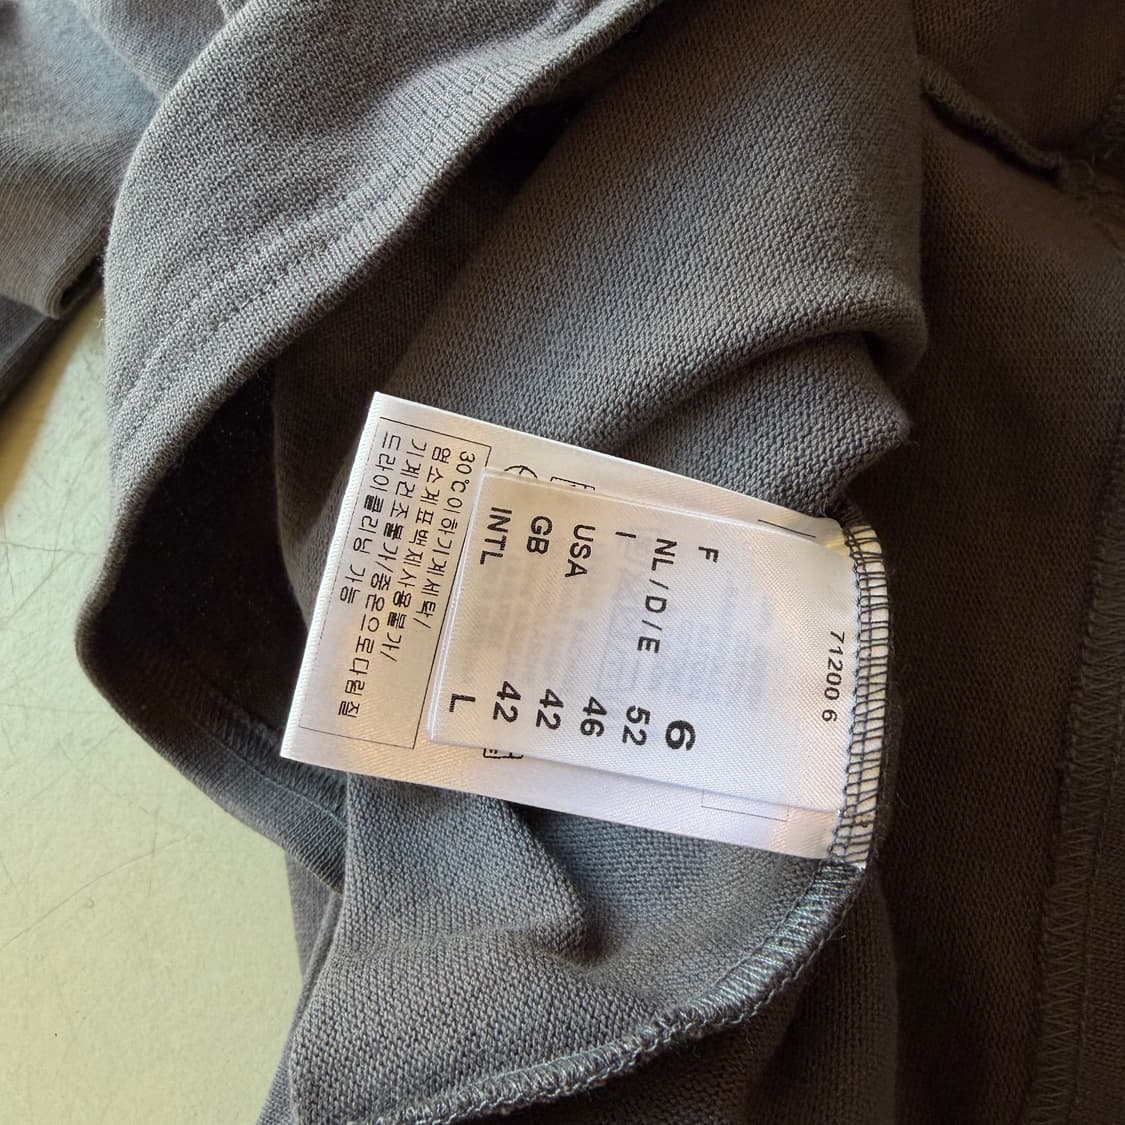 71200 6
F 6
NL/D/E 52
I 46
USA 42
GB 42
INTL L
30℃이하기계세탁/
염소계표백제사용불가/
기계건조불가/중온으로다림질
드라이클리닝 가능